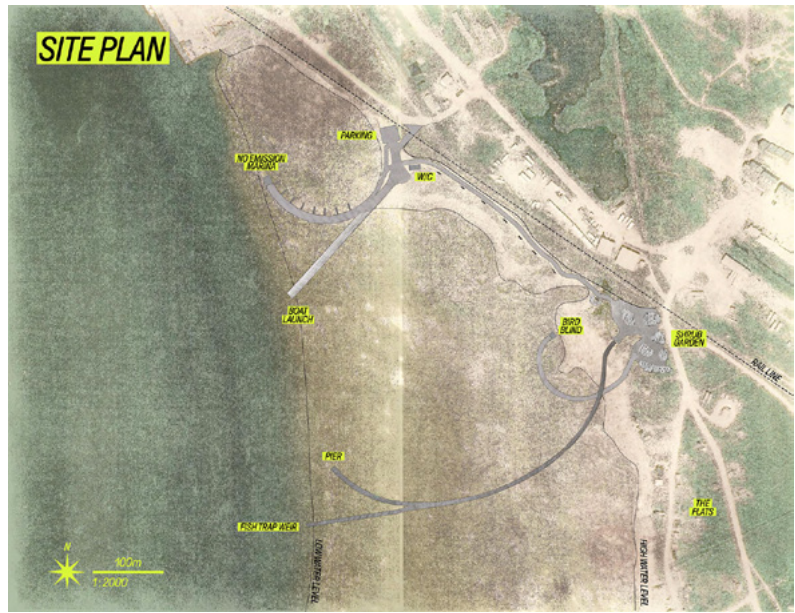 SITE PLAN
PARKING
NO EMISSION
MARINA
W/C
BOAT
LAUNCH
BIRD
BLIND
SHRUB
GARDEN
RAIL LINE
PIER
THE
FLATS
FISH TRAP WEIR
LOW WATER LEVEL
HIGH WATER LEVEL
N
100m
1:2000